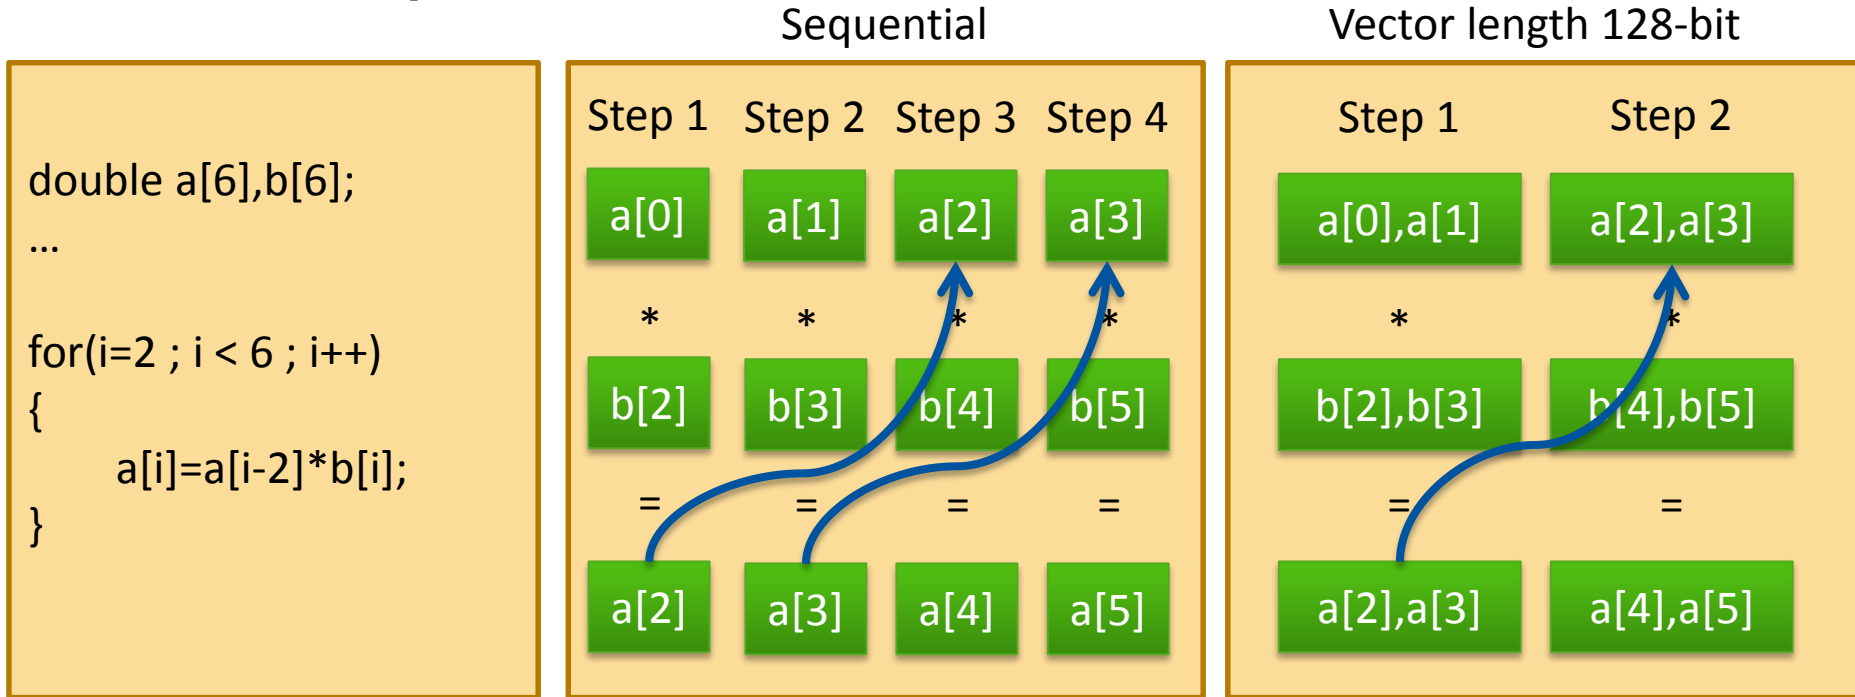 Sequential
Vector length 128-bit
double a[6],b[6];
...
for(i=2 ; i < 6 ; i++)
{
a[i]=a[i-2]*b[i];
}
Step 1 Step 2 Step 3 Step 4
a[0] a[1] a[2] a[3]
* * * *
b[2] b[3] b[4] b[5]
= = = =
a[2] a[3] a[4] a[5]
Step 1 Step 2
a[0],a[1] a[2],a[3]
* *
b[2],b[3] b[4],b[5]
= =
a[2],a[3] a[4],a[5]